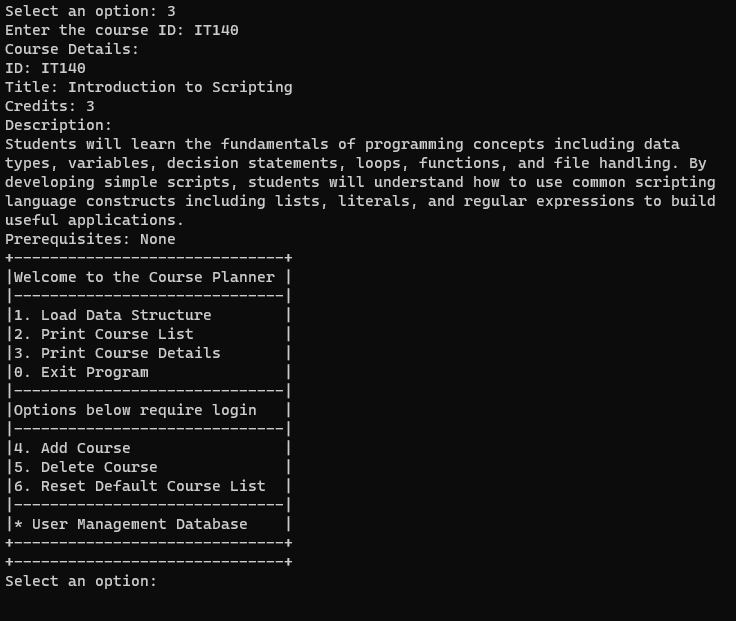 Select an option: 3
Enter the course ID: IT140
Course Details:
ID: IT140
Title: Introduction to Scripting
Credits: 3
Description:
Students will learn the fundamentals of programming concepts including data
types, variables, decision statements, loops, functions, and file handling. By
developing simple scripts, students will understand how to use common scripting
language constructs including lists, literals, and regular expressions to build
useful applications.
Prerequisites: None
+------------------------------+
|Welcome to the Course Planner |
|------------------------------|
|1. Load Data Structure        |
|2. Print Course List          |
|3. Print Course Details       |
|0. Exit Program               |
|------------------------------|
|Options below require login   |
|------------------------------|
|4. Add Course                 |
|5. Delete Course              |
|6. Reset Default Course List  |
|------------------------------|
|* User Management Database    |
+------------------------------+
+------------------------------+
Select an option: